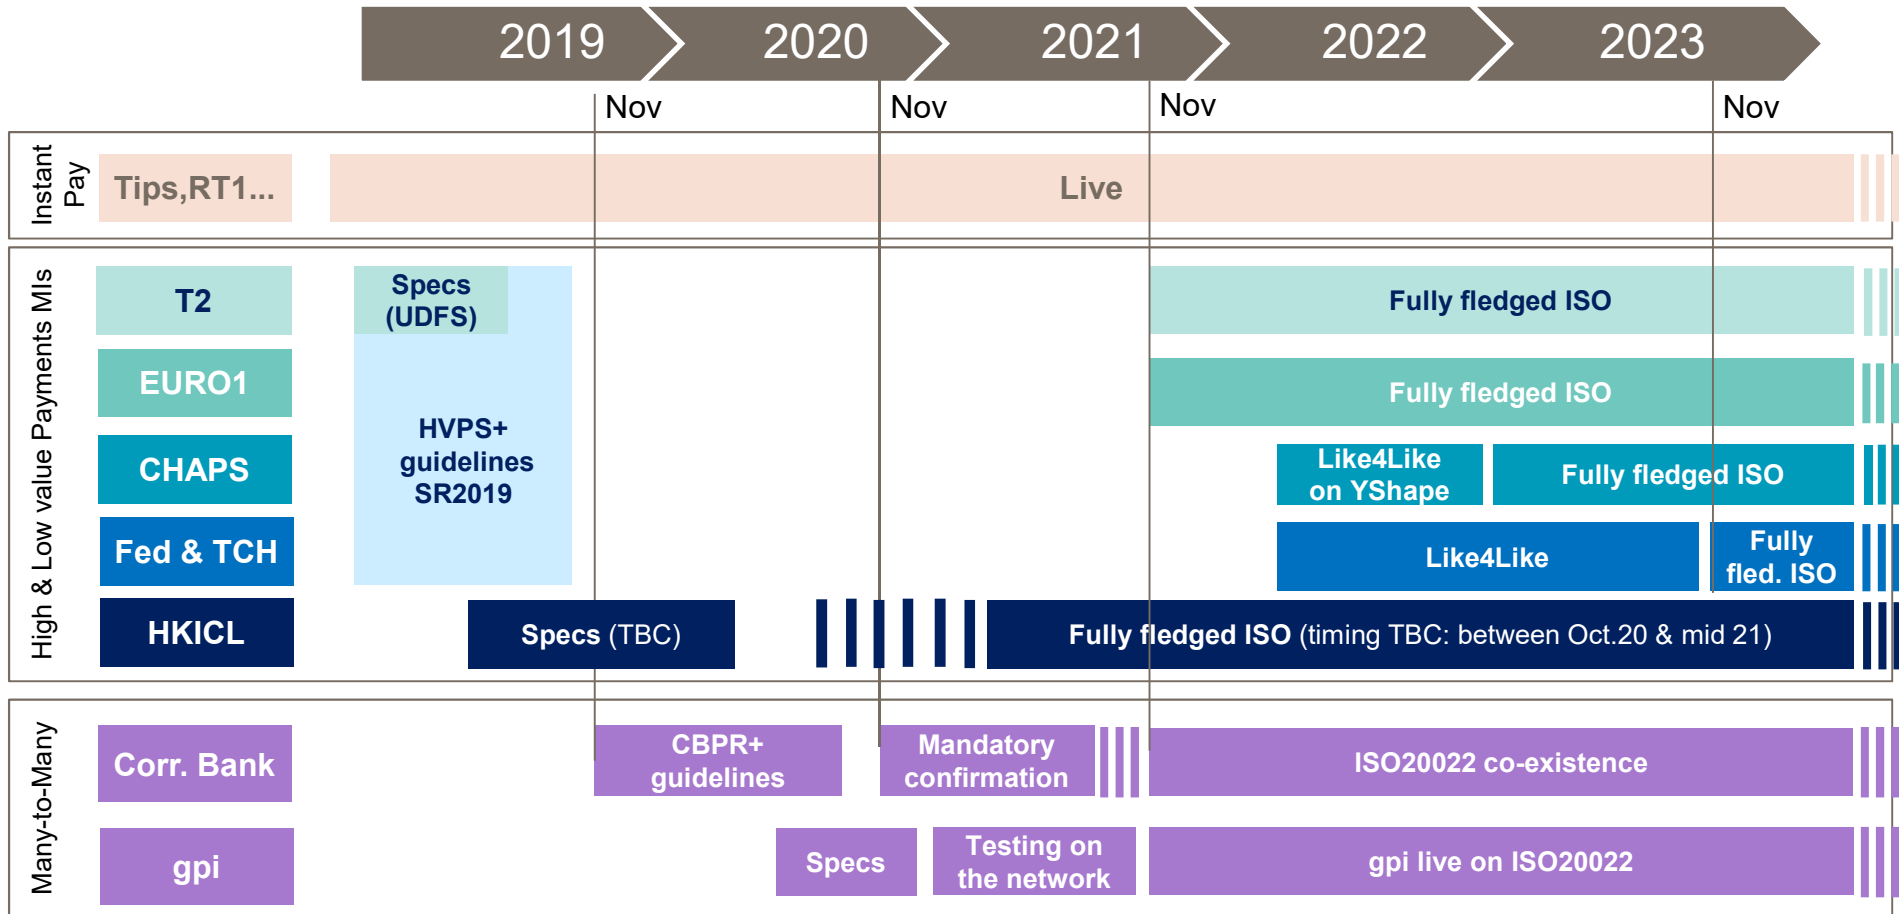 2019
2020
2021
2022
2023
Nov
Nov
Nov
Nov
Instant
Pay
Tips,RT1...
Live
High & Low value Payments MIs
T2
Specs
(UDFS)
Fully fledged ISO
EURO1
Fully fledged ISO
HVPS+
guidelines
SR2019
CHAPS
Like4Like
on YShape
Fully fledged ISO
Fed & TCH
Like4Like
Fully
fled. ISO
HKICL
Specs (TBC)
Fully fledged ISO (timing TBC: between Oct.20 & mid 21)
Many-to-Many
Corr. Bank
CBPR+
guidelines
Mandatory
confirmation
ISO20022 co-existence
gpi
Specs
Testing on
the network
gpi live on ISO20022